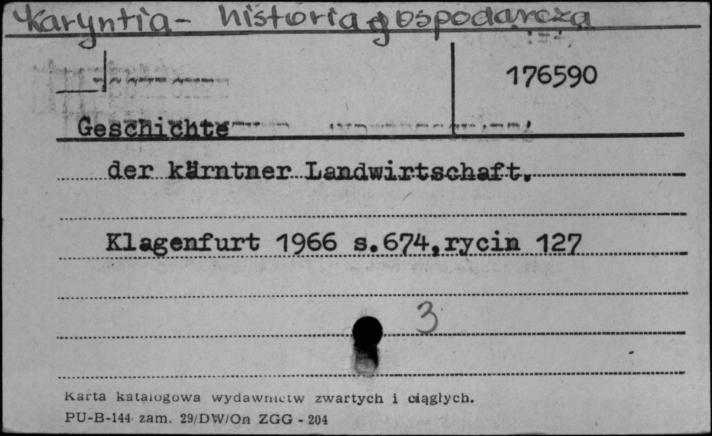 Karyntia - historia gospodarcza
176590
Geschichte
der kärntner Landwirtschaft.
Klagenfurt 1966 s.674,rycin 127
3
Karta katalogowa wydawnictw zwartych i ciągłych.
PU-B-144 zam. 29/DW/On ZGG - 204